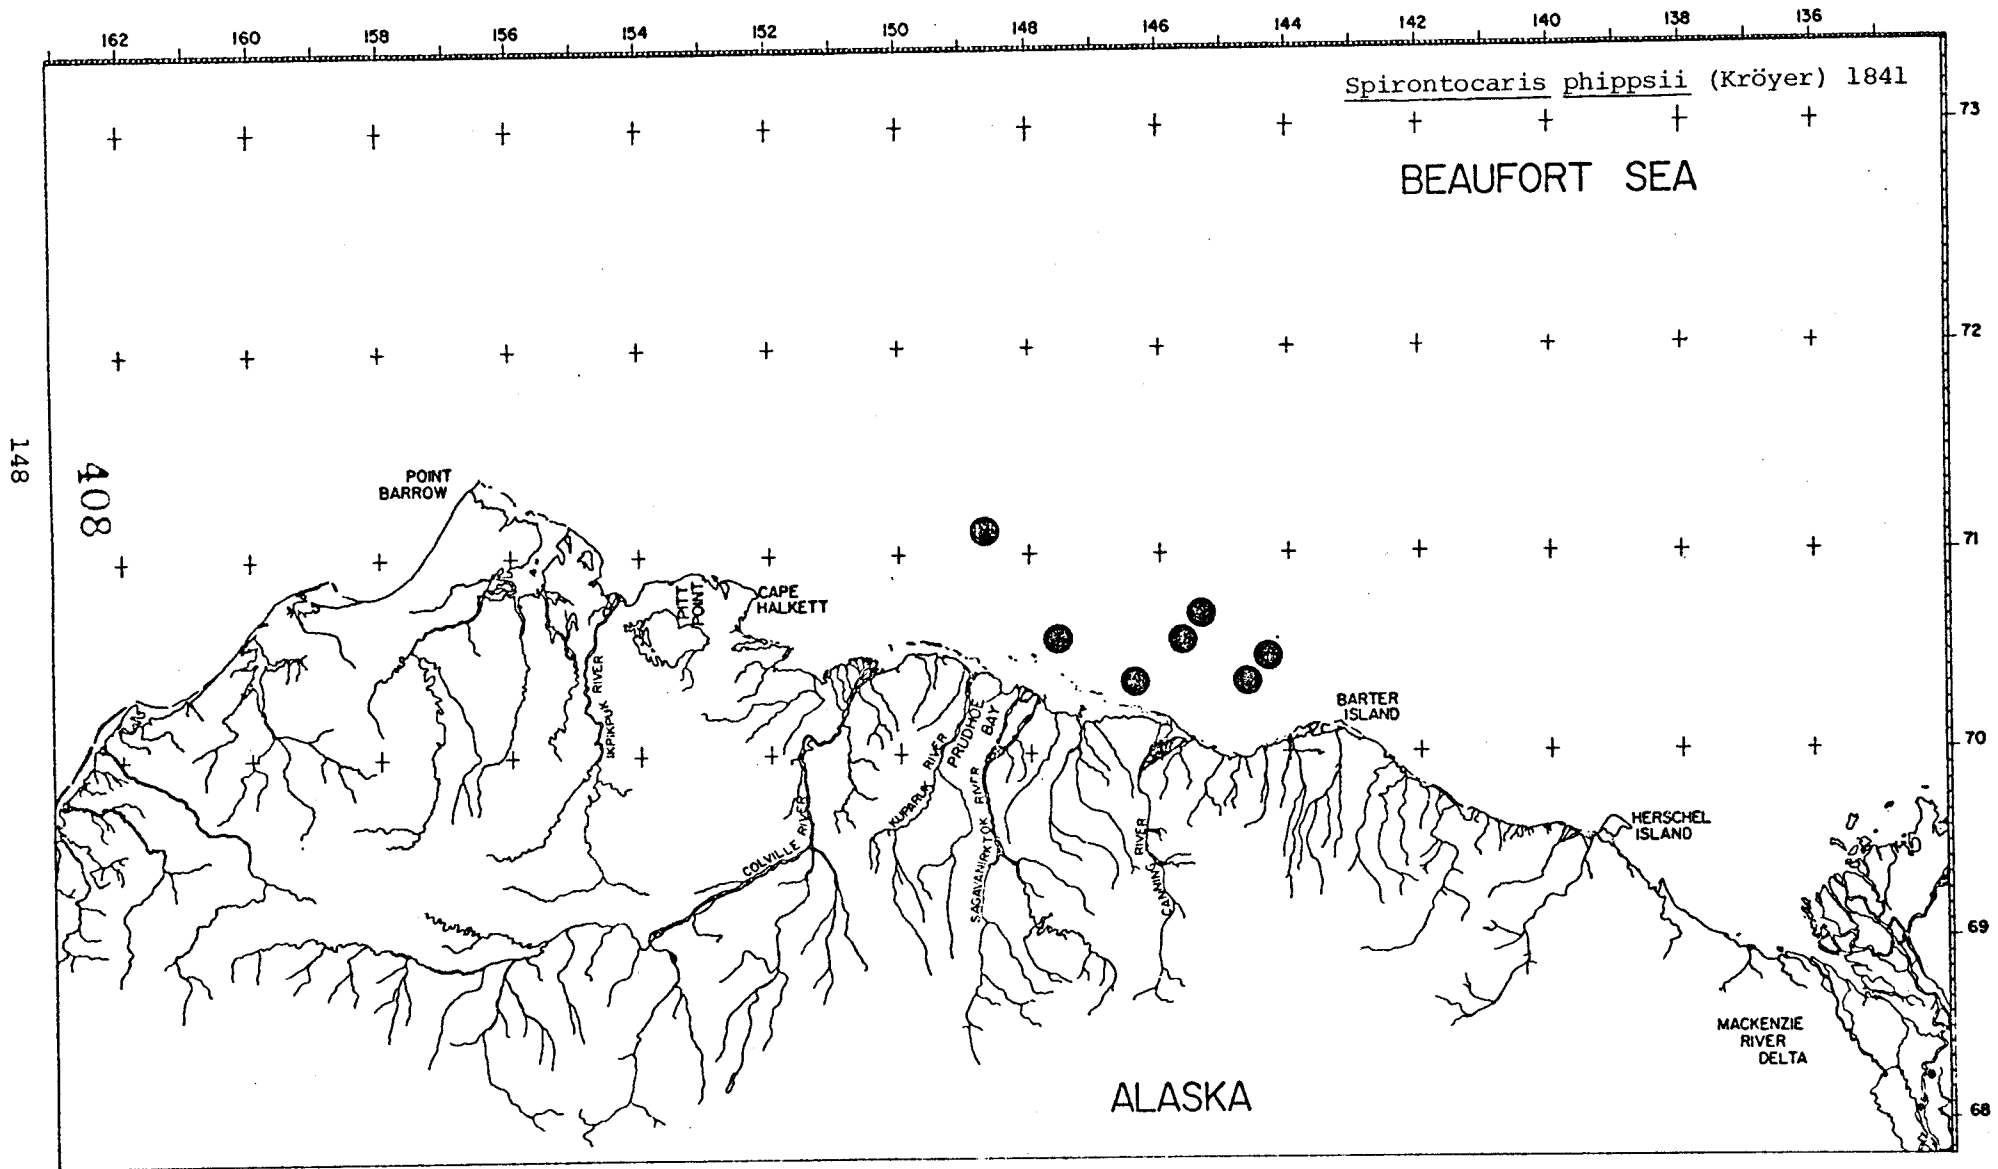 162 160 158 156 154 152 150 148 146 144 142 140 138 136
Spirontocaris phippsii (Kröyer) 1841
73
BEAUFORT SEA
72
148
408
POINT
BARROW
71
PITT
POINT
CAPE
HALKETT
IKPIKPUK RIVER
BARTER
ISLAND
PRUDHOE
BAY
70
KUPARUK RIVER
SAGAVANIRKTOK RIVER
COLVILLE RIVER
CANNING RIVER
HERSCHEL
ISLAND
69
MACKENZIE
RIVER
DELTA
ALASKA
68